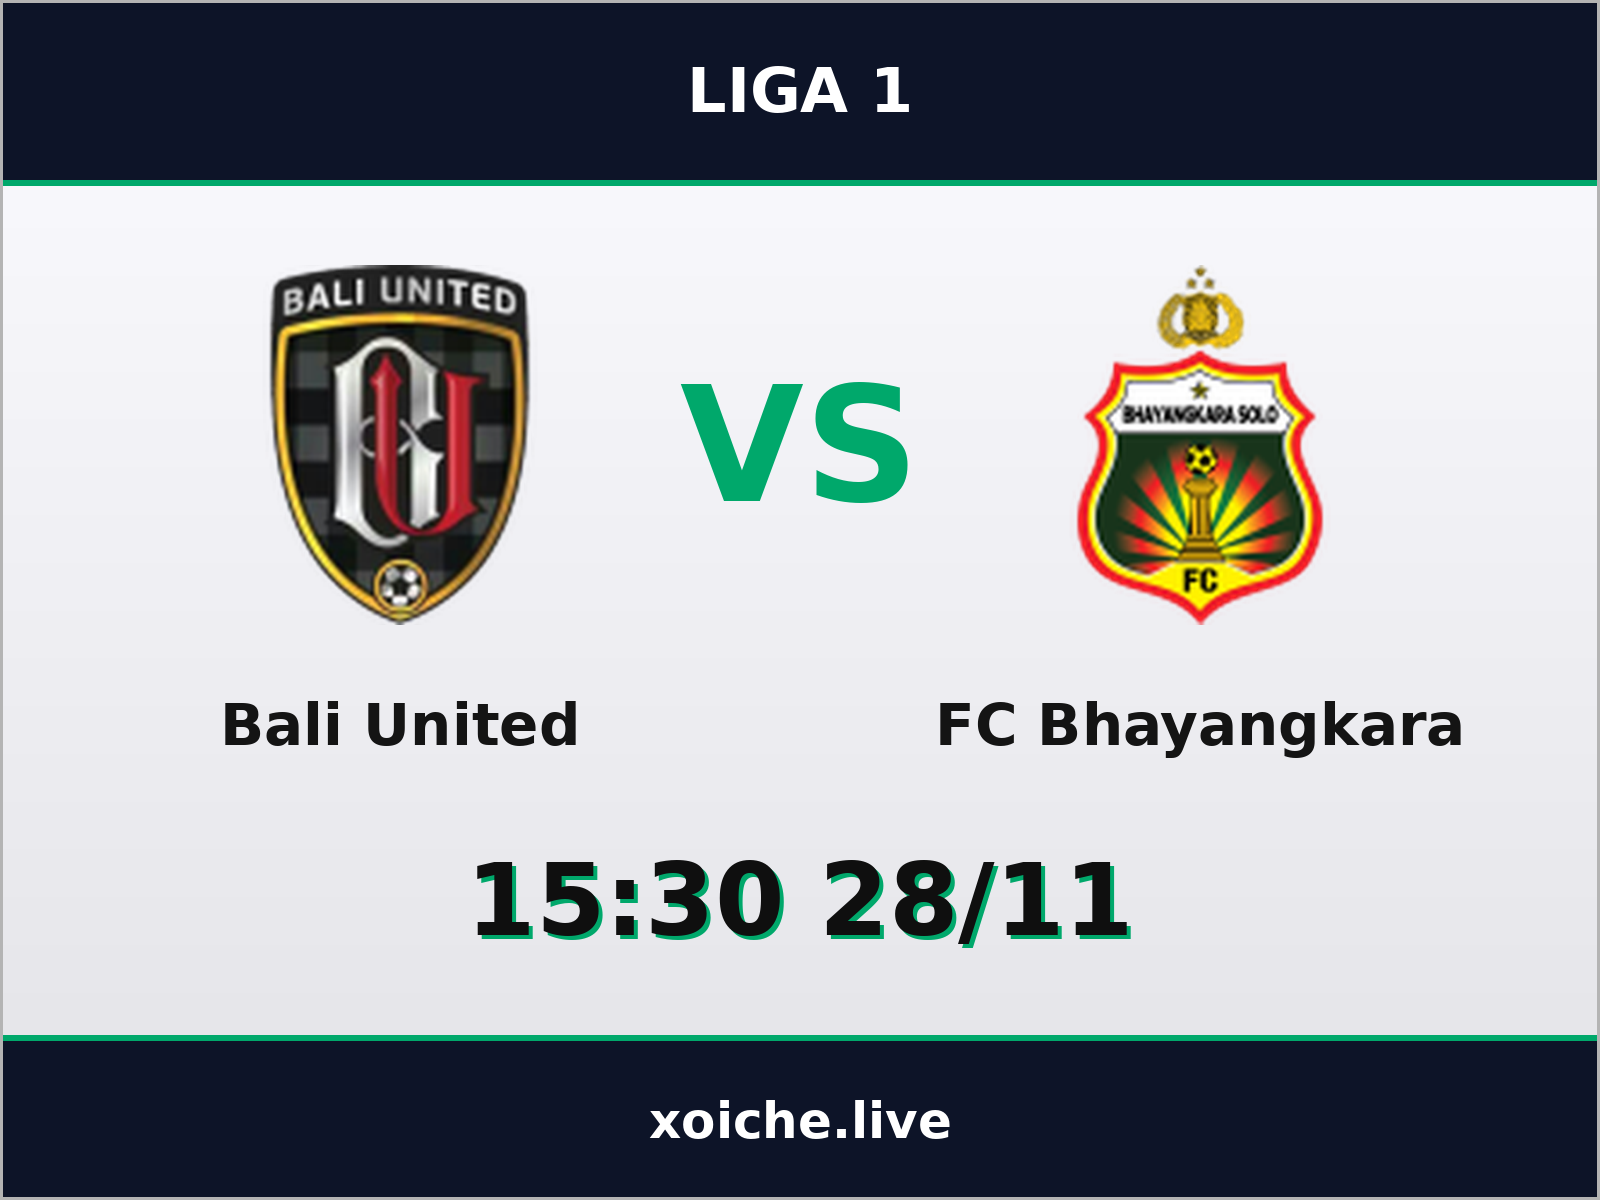 LIGA 1
BALI UNITED
VS
BHAYANGKARA SOLO
FC
Bali United
FC Bhayangkara
15:30 28/11
xoiche.live